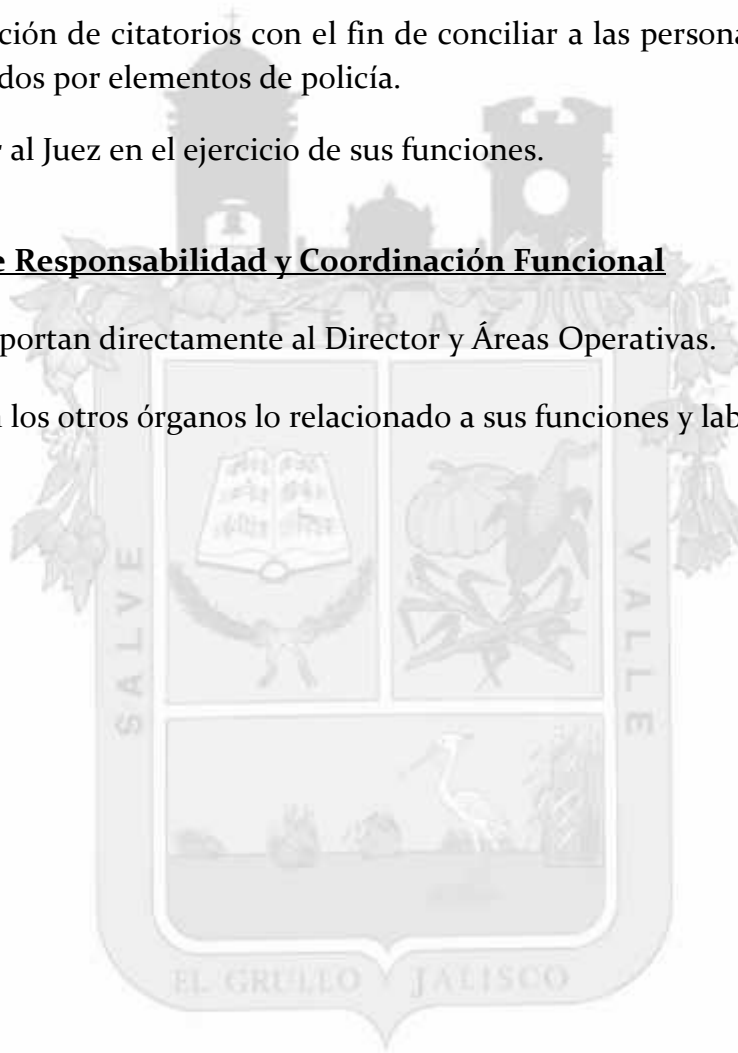 ción de citatorios con el fin de conciliar a las persona
dos por elementos de policía.
al Juez en el ejercicio de sus funciones.
e Responsabilidad y Coordinación Funcional
portan directamente al Director y Áreas Operativas.
los otros órganos lo relacionado a sus funciones y lab
FERAZ
SALVE
VALLE
EL GRULLO JALISCO